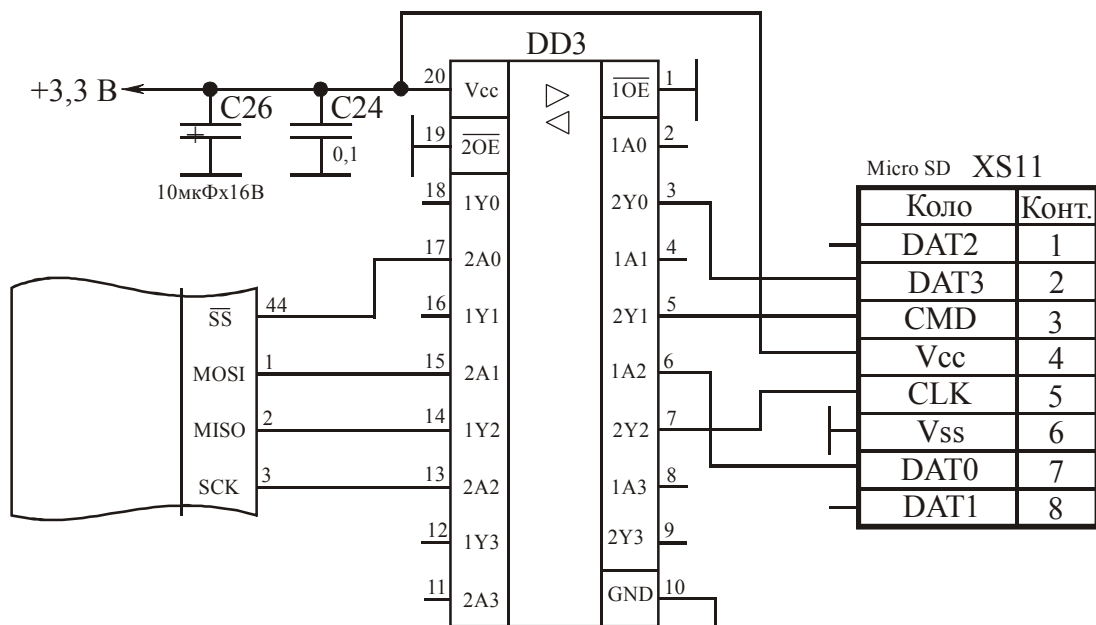 DD3
+3,3 В
C26
C24
+
10мкФх16В
0,1
20 Vcc
19 2OE
18 1Y0
17 2A0
16 1Y1
15 2A1
14 1Y2
13 2A2
12 1Y3
11 2A3
1OE 1
1A0 2
2Y0 3
1A1 4
2Y1 5
1A2 6
2Y2 7
1A3 8
2Y3 9
GND 10
SS 44
MOSI 1
MISO 2
SCK 3
Micro SD XS11
Коло Конт.
DAT2 1
DAT3 2
CMD 3
Vcc 4
CLK 5
Vss 6
DAT0 7
DAT1 8